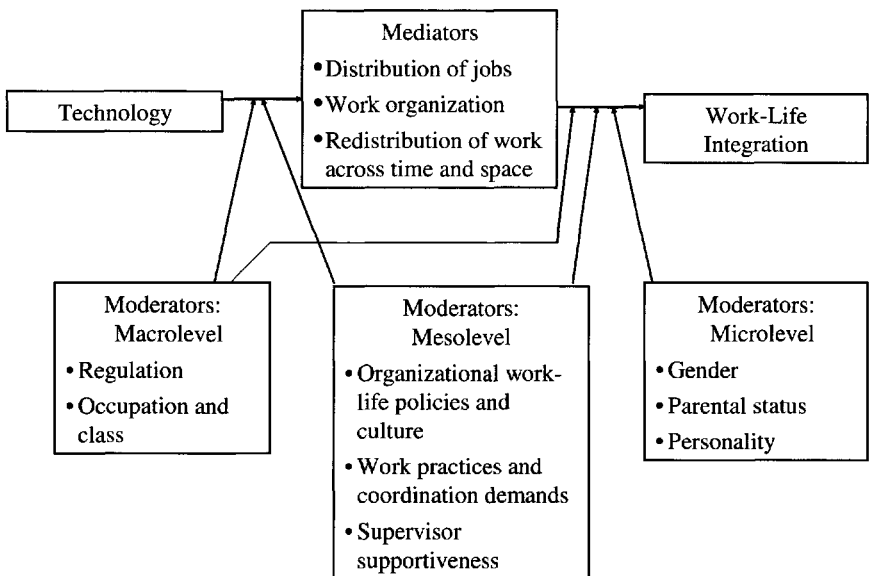 Mediators
•Distribution of jobs
•Work organization
•Redistribution of work
across time and space
Technology
Work-Life
Integration
Moderators:
Macrolevel
• Regulation
• Occupation and
class
Moderators:
Mesolevel
• Organizational work-
life policies and
culture
• Work practices and
coordination demands
• Supervisor
supportiveness
Moderators:
Microlevel
• Gender
• Parental status
• Personality